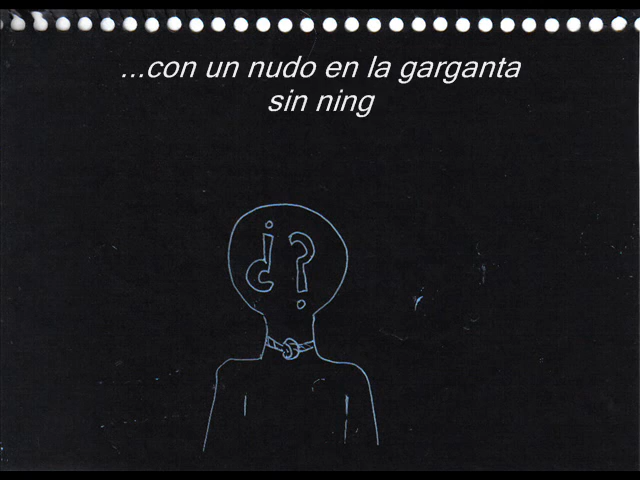 ...con un nudo en la garganta
sin ning
¿?